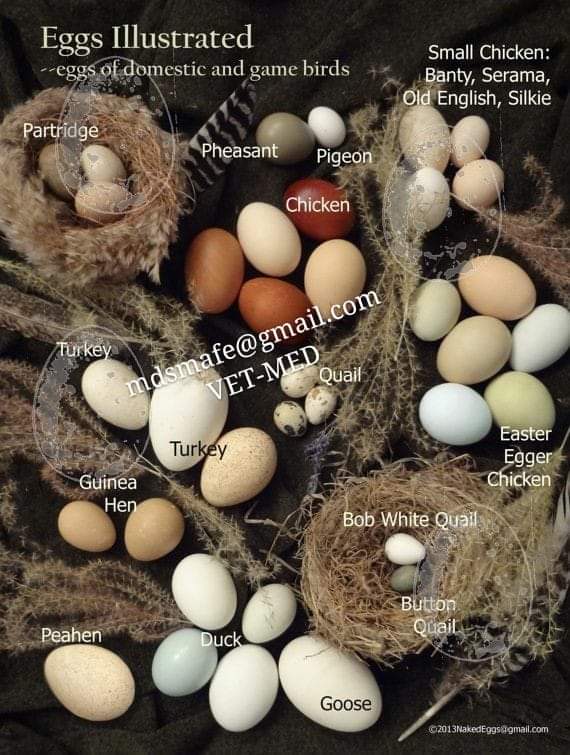 Eggs Illustrated
--eggs of domestic and game birds
Small Chicken:
Banty, Serama,
Old English, Silkie
Partridge
Pheasant
Pigeon
Chicken
mdsmafe@gmail.com
VET-MED
Turkey
Quail
Turkey
Easter
Egger
Chicken
Guinea
Hen
Bob White Quail
Button
Quail
Peahen
Duck
Goose
©2013NakedEggs@gmail.com